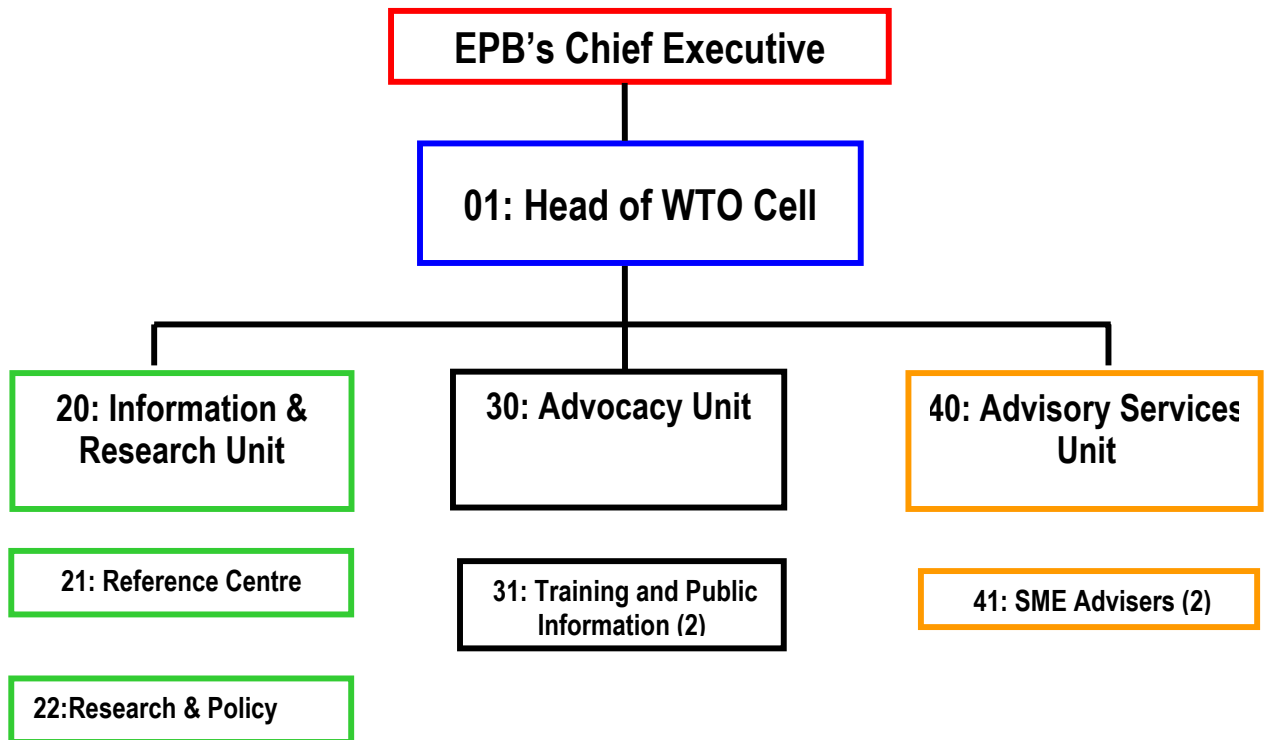 EPB’s Chief Executive
01: Head of WTO Cell
20: Information &
Research Unit
30: Advocacy Unit
40: Advisory Services
Unit
21: Reference Centre
31: Training and Public
Information (2)
41: SME Advisers (2)
22:Research & Policy